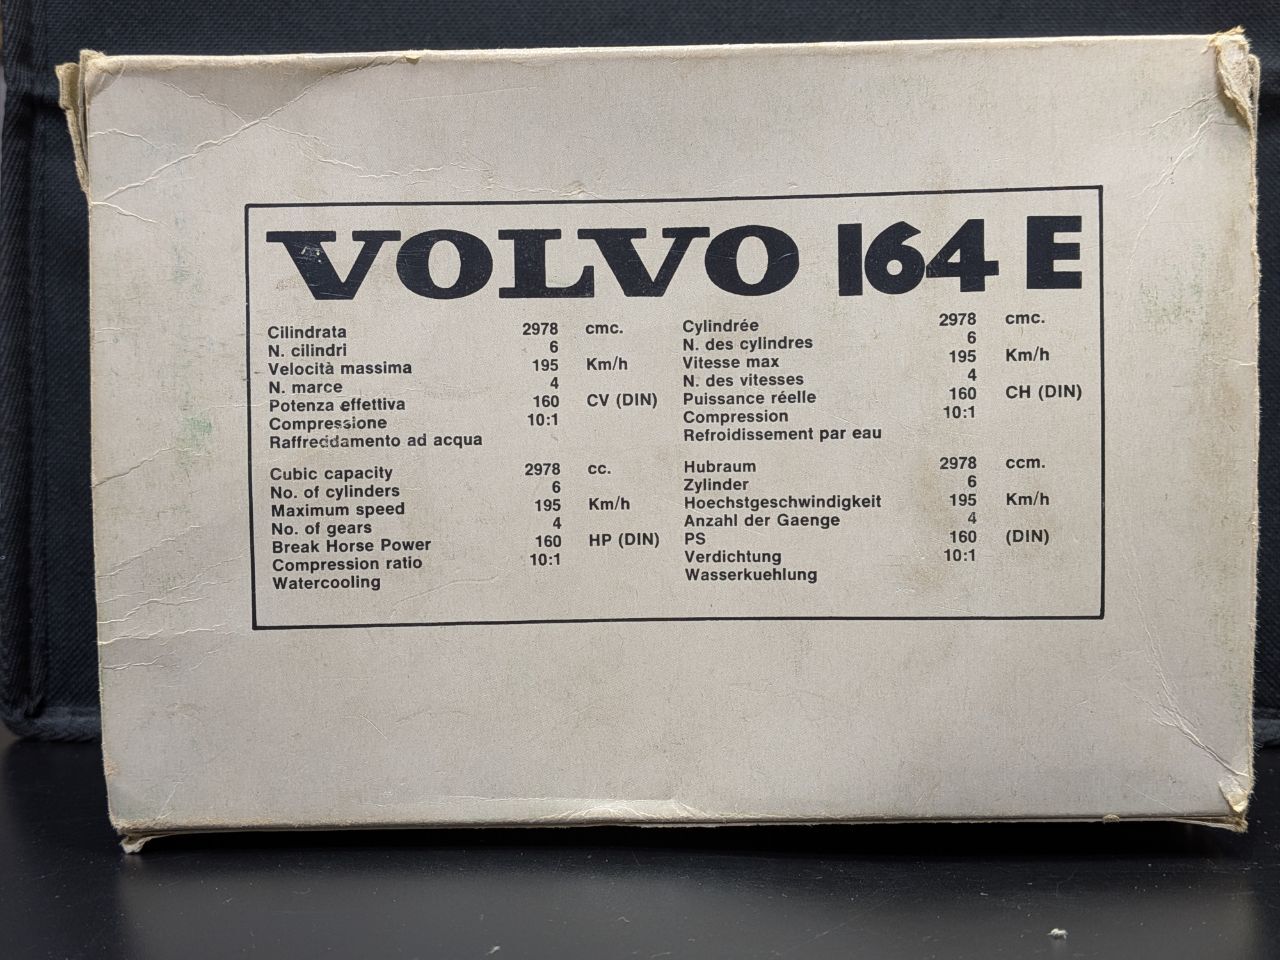 VOLVO 164 E
Cilindrata 2978 cmc.
N. cilindri 6
Velocità massima 195 Km/h
N. marce 4
Potenza effettiva 160 CV (DIN)
Compressione 10:1
Raffreddamento ad acqua
Cylindrée 2978 cmc.
N. des cylindres 6
Vitesse max 195 Km/h
N. des vitesses 4
Puissance réelle 160 CH (DIN)
Compression 10:1
Refroidissement par eau
Cubic capacity 2978 cc.
No. of cylinders 6
Maximum speed 195 Km/h
No. of gears 4
Break Horse Power 160 HP (DIN)
Compression ratio 10:1
Watercooling
Hubraum 2978 ccm.
Zylinder 6
Hoechstgeschwindigkeit 195 Km/h
Anzahl der Gaenge 4
PS 160 (DIN)
Verdichtung 10:1
Wasserkuehlung